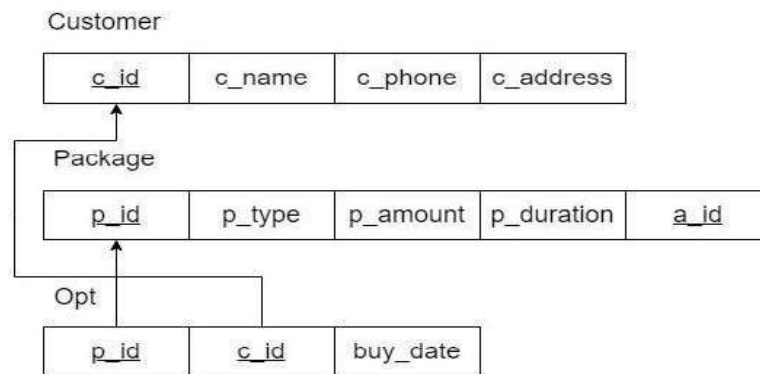 Customer
c_id c_name c_phone c_address
Package
p_id p_type p_amount p_duration a_id
Opt
p_id c_id buy_date